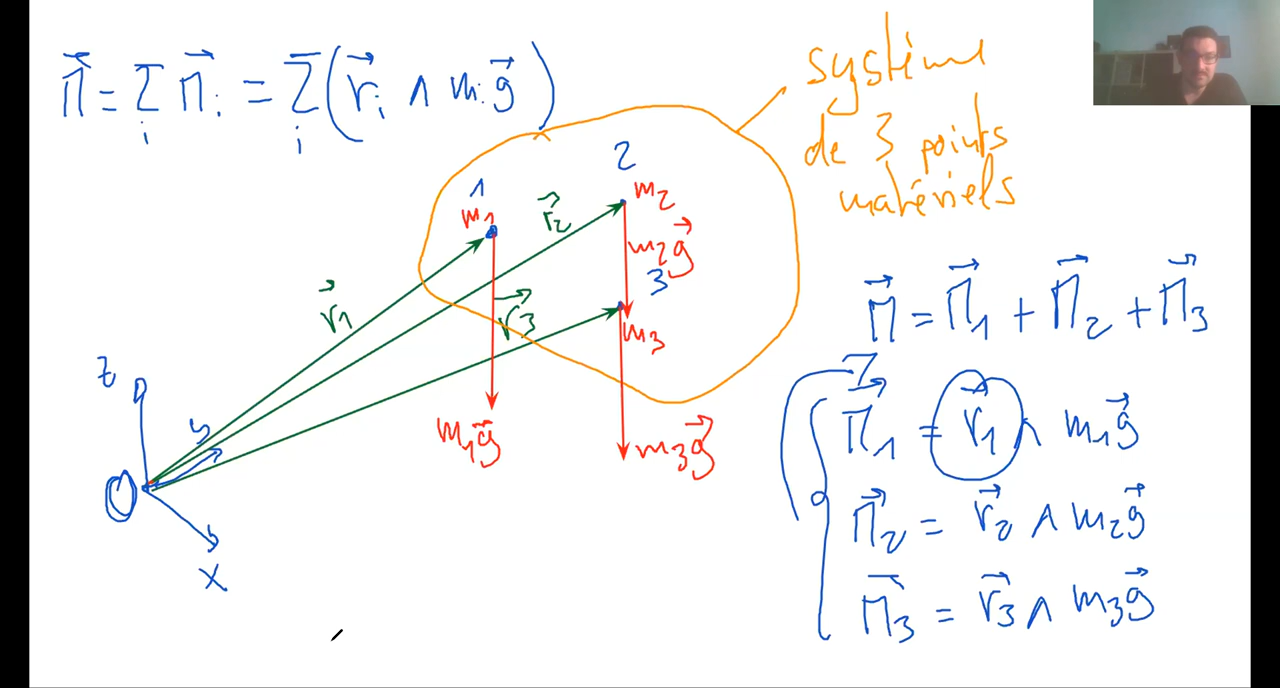 M⃗ = Σᵢ M⃗ᵢ = Σᵢ (r⃗ᵢ ∧ mᵢg⃗)
système
de 3 points
matériels
1
2
m₁
m₂
r⃗₂
m₂g⃗
3
r⃗₁
r⃗₃
m₃
M⃗ = M⃗₁ + M⃗₂ + M⃗₃
z
M⃗₁ = r⃗₁ ∧ m₁g⃗
y
m₁g⃗
m₃g⃗
O
M⃗₂ = r⃗₂ ∧ m₂g⃗
x
M⃗₃ = r⃗₃ ∧ m₃g⃗